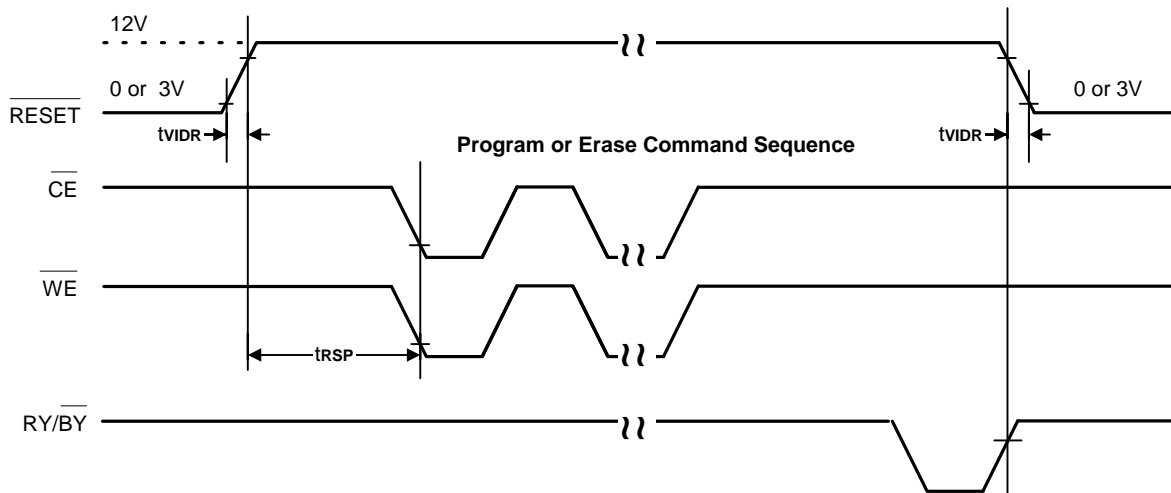 12V
0 or 3V
0 or 3V
RESET
tVIDR
tVIDR
Program or Erase Command Sequence
CE
WE
tRSP
RY/BY